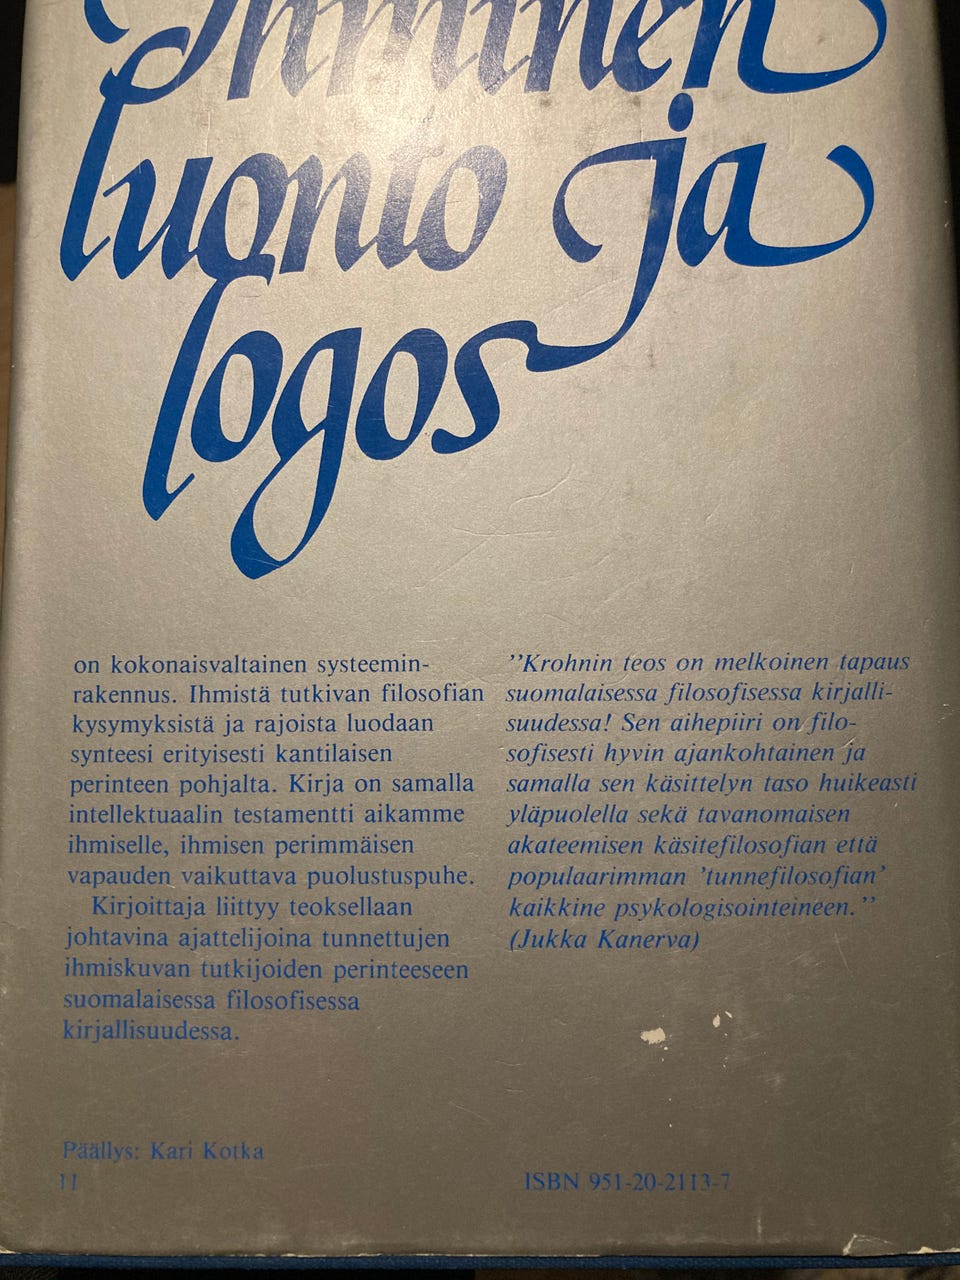 Ihminen
luonto ja
logos
on kokonaisvaltainen systeemin-
rakennus. Ihmistä tutkivan filosofian
kysymyksistä ja rajoista luodaan
synteesi erityisesti kantilaisen
perinteen pohjalta. Kirja on samalla
intellektuaalin testamentti aikamme
ihmiselle, ihmisen perimmäisen
vapauden vaikuttava puolustuspuhe.
Kirjoittaja liittyy teoksellaan
johtavina ajattelijoina tunnettujen
ihmiskuvan tutkijoiden perinteeseen
suomalaisessa filosofisessa
kirjallisuudessa.
”Krohnin teos on melkoinen tapaus
suomalaisessa filosofisessa kirjalli-
suudessa! Sen aihepiiri on filo-
sofisesti hyvin ajankohtainen ja
samalla sen käsittelyn taso huikeasti
yläpuolella sekä tavanomaisen
akateemisen käsitefilosofian että
populaarimman ’tunnefilosofian’
kaikkine psykologisointeineen.”
(Jukka Kanerva)
Päällys: Kari Kotka
11
ISBN 951-20-2113-7